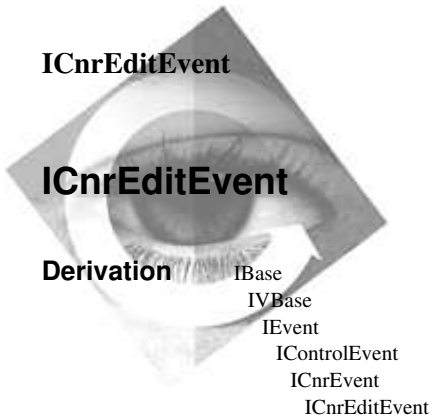 ICnrEditEvent
ICnrEditEvent
Derivation IBase
IVBase
IEvent
IControlEvent
ICnrEvent
ICnrEditEvent